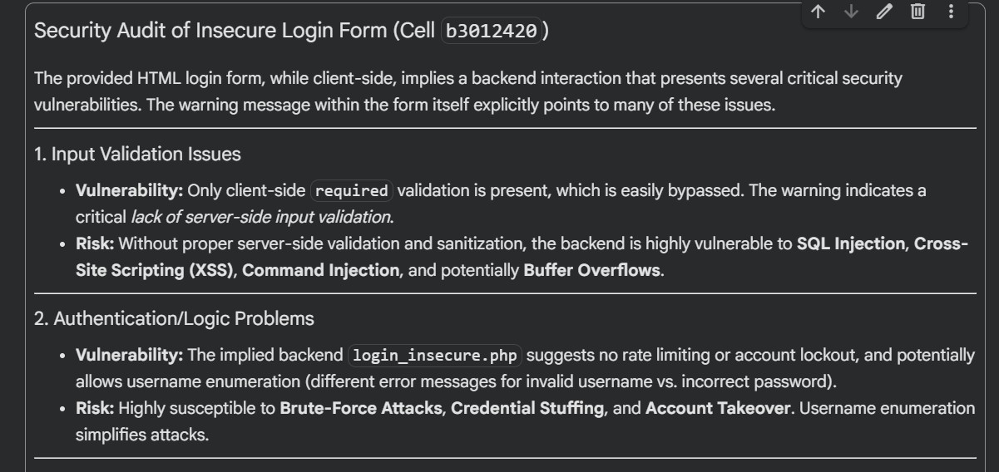 Security Audit of Insecure Login Form (Cell b3012420)
The provided HTML login form, while client-side, implies a backend interaction that presents several critical security
vulnerabilities. The warning message within the form itself explicitly points to many of these issues.
1. Input Validation Issues
• Vulnerability: Only client-side required validation is present, which is easily bypassed. The warning indicates a
critical lack of server-side input validation.
• Risk: Without proper server-side validation and sanitization, the backend is highly vulnerable to SQL Injection, Cross-
Site Scripting (XSS), Command Injection, and potentially Buffer Overflows.
2. Authentication/Logic Problems
• Vulnerability: The implied backend login_insecure.php suggests no rate limiting or account lockout, and potentially
allows username enumeration (different error messages for invalid username vs. incorrect password).
• Risk: Highly susceptible to Brute-Force Attacks, Credential Stuffing, and Account Takeover. Username enumeration
simplifies attacks.